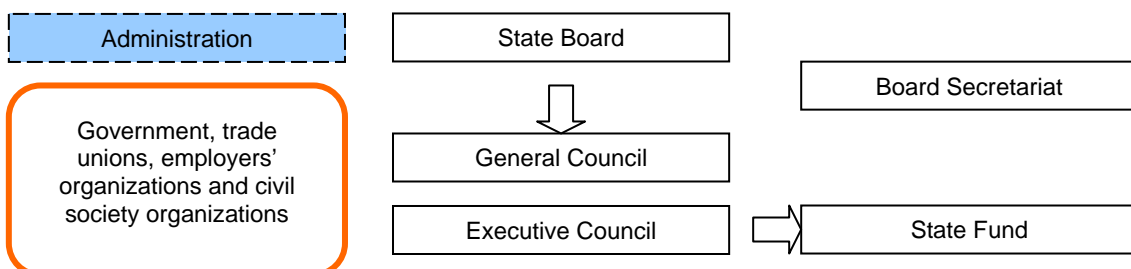 Administration
State Board
Board Secretariat
Government, trade
unions, employers’
organizations and civil
society organizations
General Council
Executive Council
State Fund